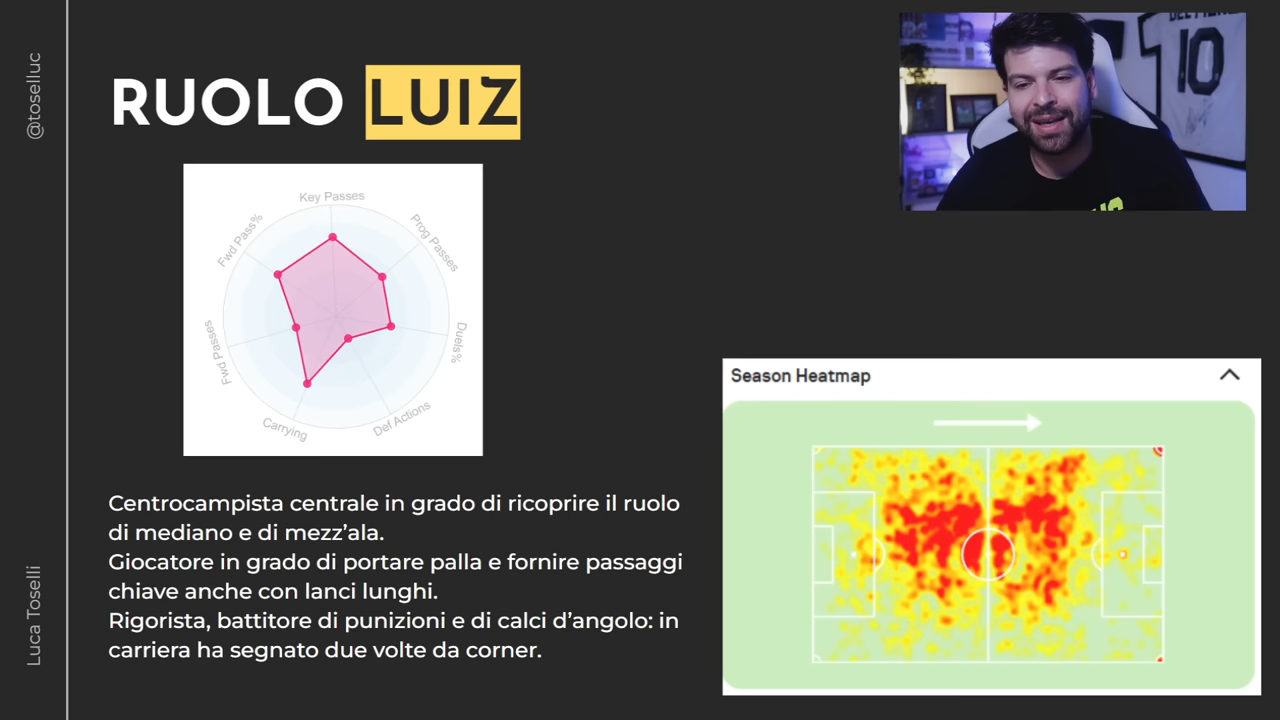 @toselluc
Luca Toselli
RUOLO LUIZ
Key Passes
Prog Passes
Duels%
Def Actions
Carrying
Fwd Passes
Fwd Pass%
Centrocampista centrale in grado di ricoprire il ruolo
di mediano e di mezz’ala.
Giocatore in grado di portare palla e fornire passaggi
chiave anche con lanci lunghi.
Rigorista, battitore di punizioni e di calci d’angolo: in
carriera ha segnato due volte da corner.
10
Season Heatmap